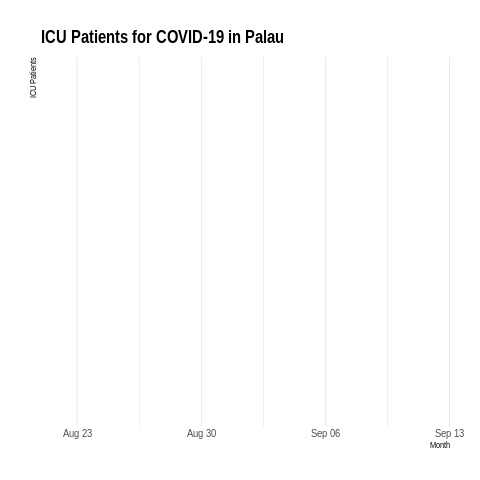 ICU Patients for COVID-19 in Palau
ICU Patients
Aug 23
Aug 30
Sep 06
Sep 13
Month